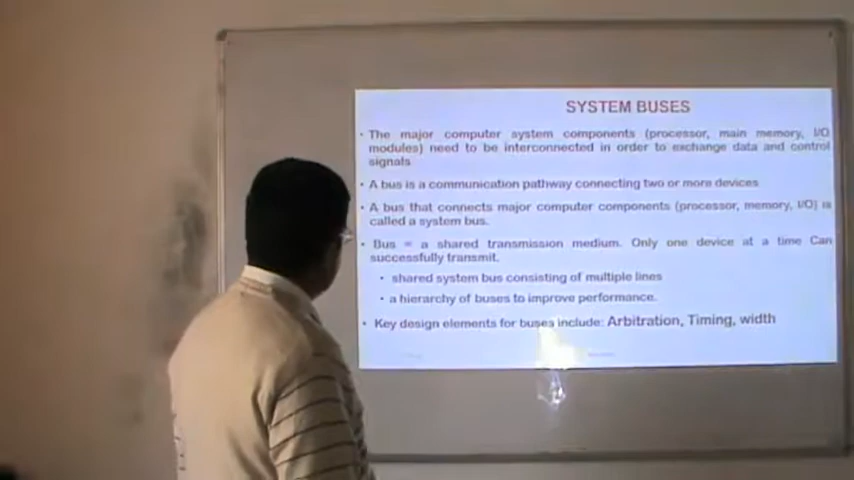 SYSTEM BUSES
• The major computer system components (processor, main memory, I/O
modules) need to be interconnected in order to exchange data and control
signals
• A bus is a communication pathway connecting two or more devices
• A bus that connects major computer components (processor, memory, I/O) is
called a system bus.
• Bus = a shared transmission medium. Only one device at a time Can
successfully transmit.
• shared system bus consisting of multiple lines
• a hierarchy of buses to improve performance.
• Key design elements for buses include: Arbitration, Timing, width